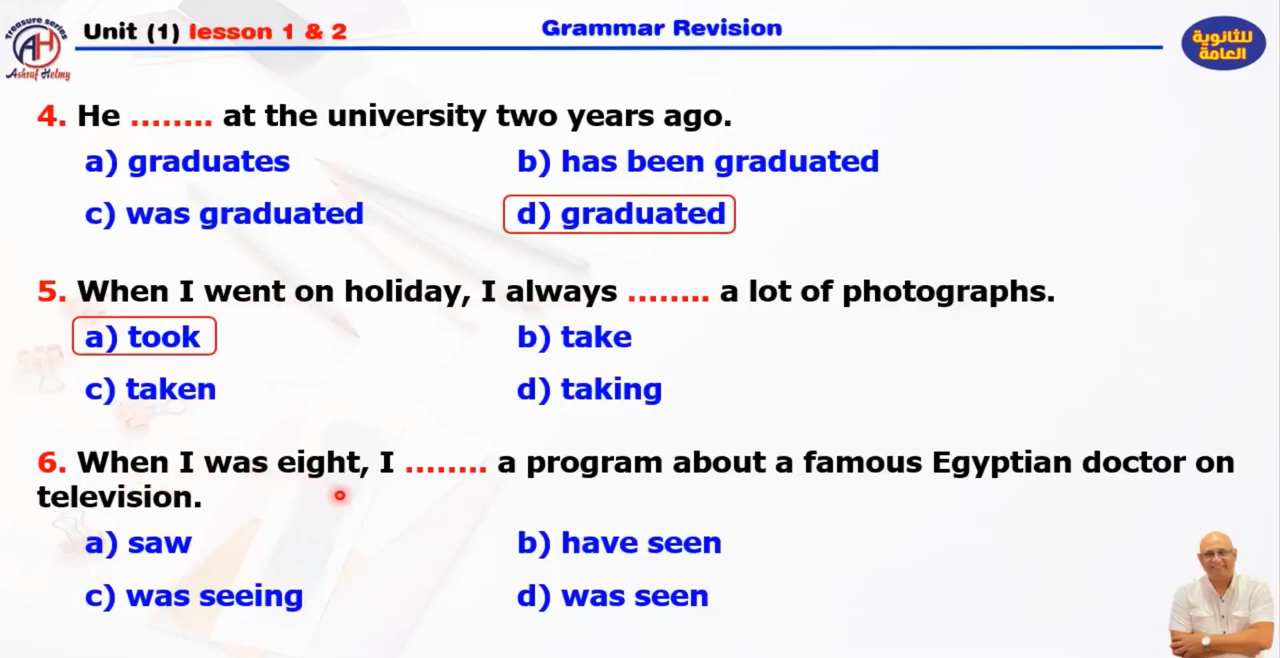 Treasure series
AH
Ashraf Helmy
Unit (1) lesson 1 & 2
Grammar Revision
للثانوية
العامة
4. He ........ at the university two years ago.
a) graduates b) has been graduated
c) was graduated d) graduated
5. When I went on holiday, I always ........ a lot of photographs.
a) took b) take
c) taken d) taking
6. When I was eight, I ........ a program about a famous Egyptian doctor on
television.
a) saw b) have seen
c) was seeing d) was seen